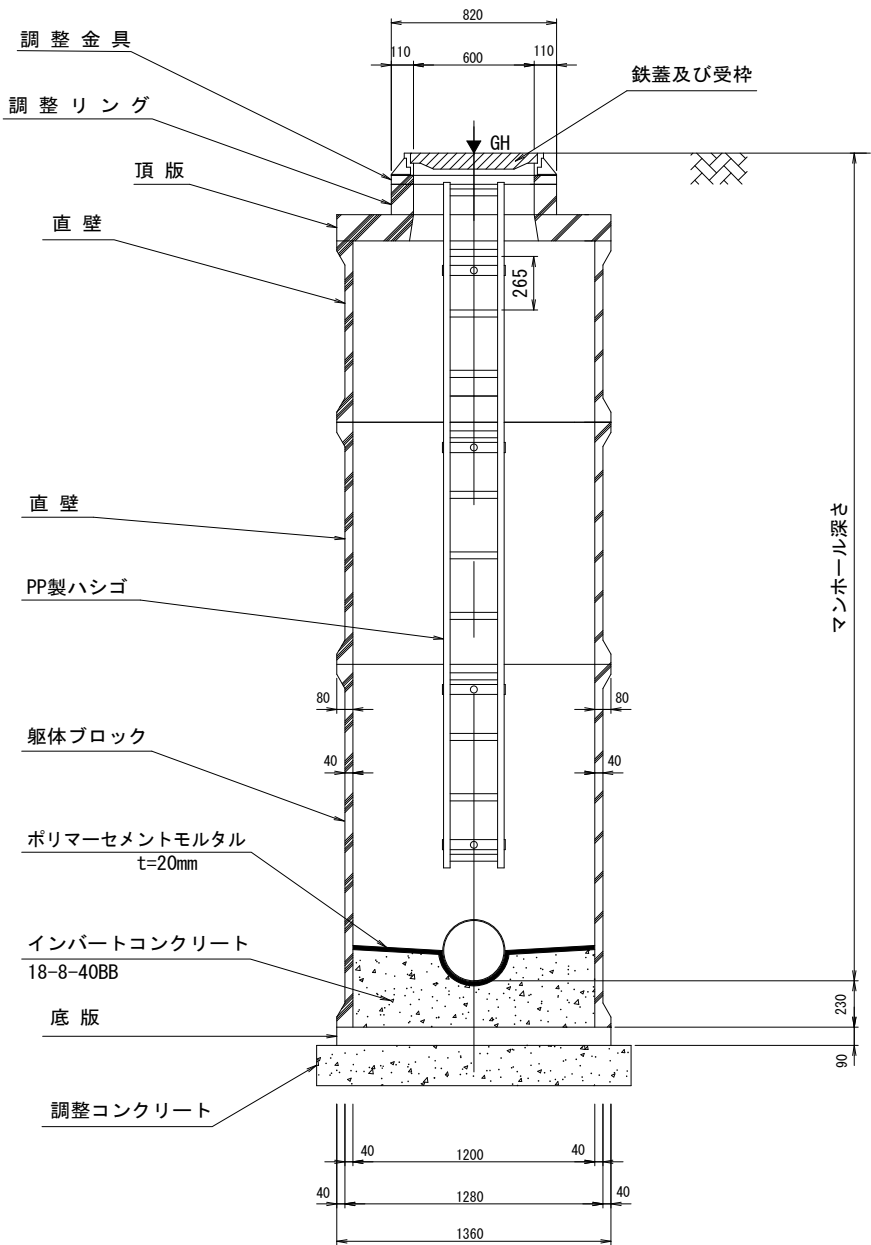 820
110
600
110
調整金具
調整リング
頂版
直壁
鉄蓋及び受枠
GH
265
直壁
PP製ハシゴ
マンホール深さ
80
80
躯体ブロック
40
40
ポリマーセメントモルタル
t=20mm
インバートコンクリート
18-8-40BB
底版
230
90
調整コンクリート
40
1200
40
40
1280
40
1360